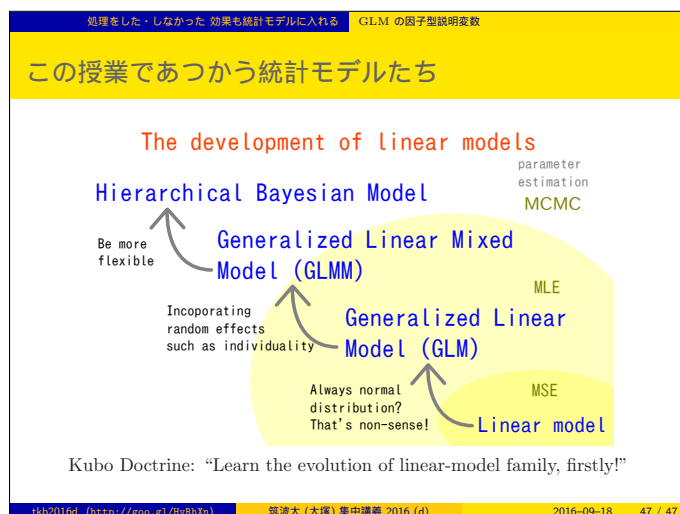 処理をした・しなかった 効果も統計モデルに入れる GLM の因子型説明変数
この授業であつかう統計モデルたち
The development of linear models
parameter
estimation
MCMC
Hierarchical Bayesian Model
Be more
flexible
Generalized Linear Mixed
Model (GLMM)
MLE
Incoporating
random effects
such as individuality
Generalized Linear
Model (GLM)
Always normal
distribution?
That's non-sense!
MSE
Linear model
Kubo Doctrine: “Learn the evolution of linear-model family, firstly!”
tkb2016d (http://goo.gl/HvBhXn) 筑波大 (大塚) 集中講義 2016 (d) 2016–09–18 47 / 47